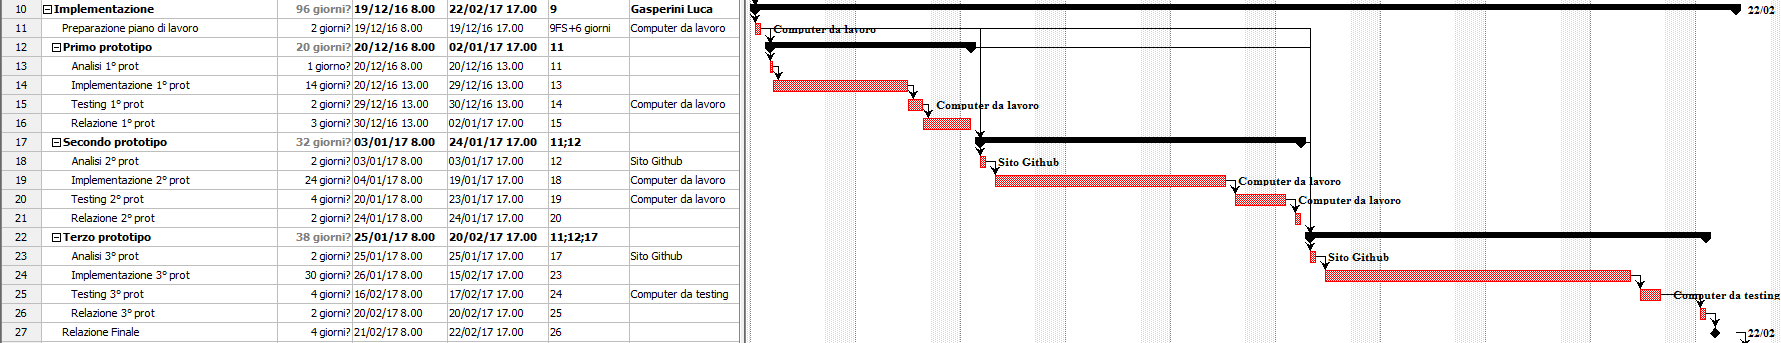 10 Implementazione 96 giorni? 19/12/16 8.00 22/02/17 17.00 9 Gasperini Luca 22/02
11 Preparazione piano di lavoro 2 giorni? 19/12/16 8.00 19/12/16 17.00 9FS+6 giorni Computer da lavoro Computer da lavoro
12 Primo prototipo 20 giorni? 20/12/16 8.00 02/01/17 17.00 11
13 Analisi 1° prot 1 giorno? 20/12/16 8.00 20/12/16 13.00 11
14 Implementazione 1° prot 14 giorni? 20/12/16 13.00 29/12/16 13.00 13
15 Testing 1° prot 2 giorni? 29/12/16 13.00 30/12/16 13.00 14 Computer da lavoro Computer da lavoro
16 Relazione 1° prot 3 giorni? 30/12/16 13.00 02/01/17 17.00 15
17 Secondo prototipo 32 giorni? 03/01/17 8.00 24/01/17 17.00 11;12
18 Analisi 2° prot 2 giorni? 03/01/17 8.00 03/01/17 17.00 12 Sito Github Sito Github
19 Implementazione 2° prot 24 giorni? 04/01/17 8.00 19/01/17 17.00 18 Computer da lavoro Computer da lavoro
20 Testing 2° prot 4 giorni? 20/01/17 8.00 23/01/17 17.00 19 Computer da lavoro Computer da lavoro
21 Relazione 2° prot 2 giorni? 24/01/17 8.00 24/01/17 17.00 20
22 Terzo prototipo 38 giorni? 25/01/17 8.00 20/02/17 17.00 11;12;17
23 Analisi 3° prot 2 giorni? 25/01/17 8.00 25/01/17 17.00 17 Sito Github Sito Github
24 Implementazione 3° prot 30 giorni? 26/01/17 8.00 15/02/17 17.00 23
25 Testing 3° prot 4 giorni? 16/02/17 8.00 17/02/17 17.00 24 Computer da testing Computer da testing
26 Relazione 3° prot 2 giorni? 20/02/17 8.00 20/02/17 17.00 25
27 Relazione Finale 4 giorni? 21/02/17 8.00 22/02/17 17.00 26 22/02